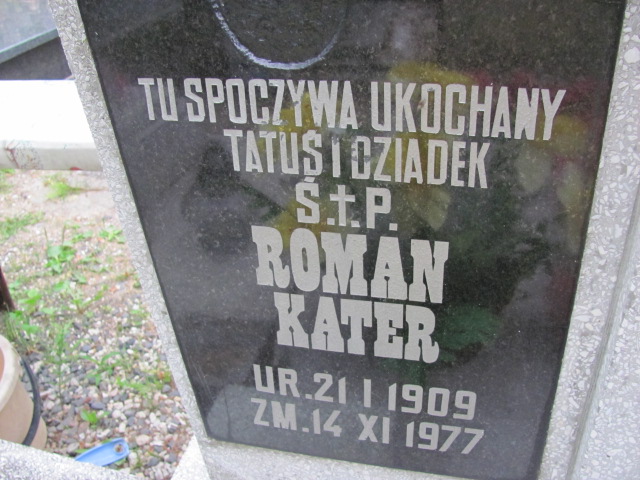 TU SPOCZYWA UKOCHANY
TATUŚ I DZIADEK
Ś.†.P.
ROMAN
KATER
UR. 21 I 1909
ZM. 14 XI 1977